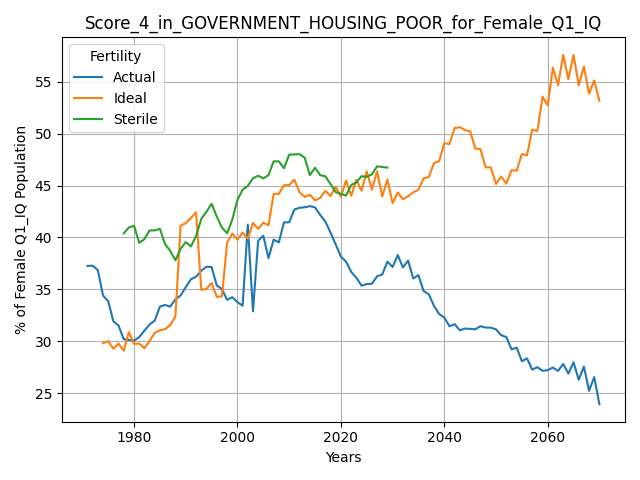 Score_4_in_GOVERNMENT_HOUSING_POOR_for_Female_Q1_IQ
Fertility
Actual
Ideal
Sterile
% of Female Q1_IQ Population
55
50
45
40
35
30
25
1980 2000 2020 2040 2060
Years